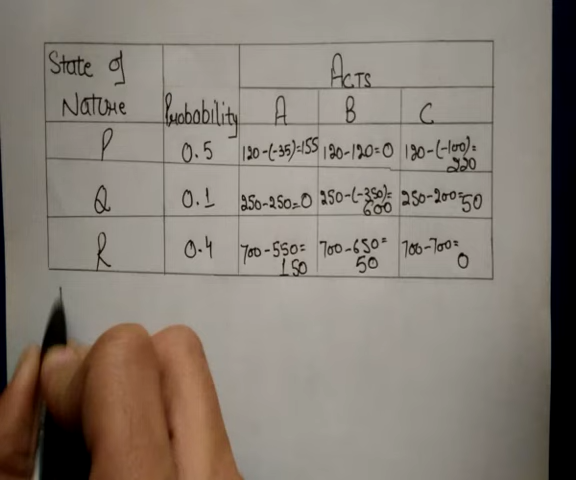 State of
Nature
Probability
ACTS
A B C
P 0.5 120-(-35)=155 120-120=0 120-(-100)=
220
Q 0.1 250-250=0 250-(-350)= 250-200=50
600
R 0.4 700-550= 700-650= 700-700=
150 50 0